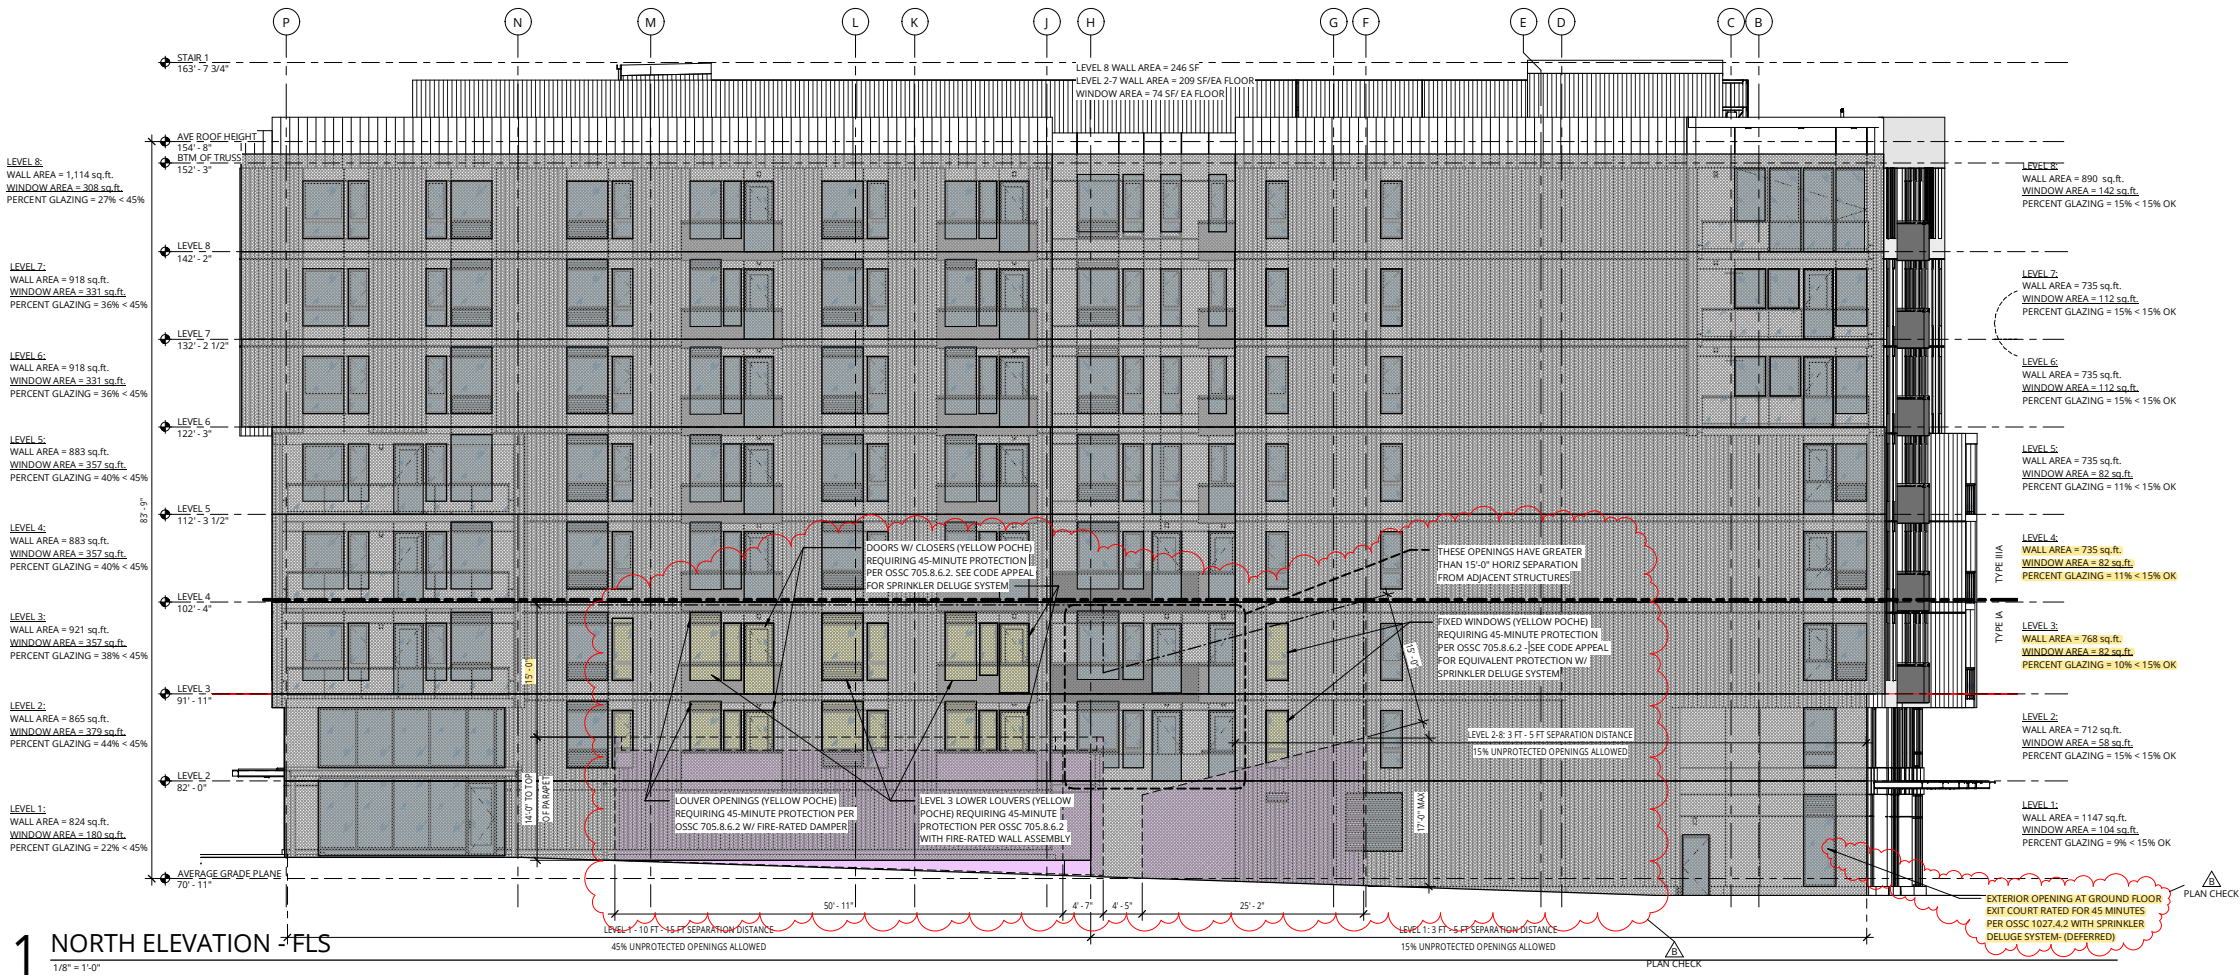 P
N
M
L
K
J
H
G
F
E
D
C
B
STAIR 1
163' - 7 3/4"
AVE ROOF HEIGHT
154' - 8"
BTM OF TRUSS
152' - 3"
LEVEL 8
142' - 2"
LEVEL 7
132' - 2 1/2"
LEVEL 6
122' - 3"
LEVEL 5
112' - 3 1/2"
LEVEL 4
102' - 4"
LEVEL 3
91' - 11"
LEVEL 2
82' - 0"
AVERAGE GRADE PLANE
70' - 11"
83' - 9"
LEVEL 8 WALL AREA = 246 SF
LEVEL 2-7 WALL AREA = 209 SF/EA FLOOR
WINDOW AREA = 74 SF/ EA FLOOR
LEVEL 8:
WALL AREA = 1,114 sq.ft.
WINDOW AREA = 308 sq.ft.
PERCENT GLAZING = 27% < 45%
LEVEL 7:
WALL AREA = 918 sq.ft.
WINDOW AREA = 331 sq.ft.
PERCENT GLAZING = 36% < 45%
LEVEL 6:
WALL AREA = 918 sq.ft.
WINDOW AREA = 331 sq.ft.
PERCENT GLAZING = 36% < 45%
LEVEL 5:
WALL AREA = 883 sq.ft.
WINDOW AREA = 357 sq.ft.
PERCENT GLAZING = 40% < 45%
LEVEL 4:
WALL AREA = 883 sq.ft.
WINDOW AREA = 357 sq.ft.
PERCENT GLAZING = 40% < 45%
LEVEL 3:
WALL AREA = 921 sq.ft.
WINDOW AREA = 357 sq.ft.
PERCENT GLAZING = 38% < 45%
LEVEL 2:
WALL AREA = 865 sq.ft.
WINDOW AREA = 379 sq.ft.
PERCENT GLAZING = 44% < 45%
LEVEL 1:
WALL AREA = 824 sq.ft.
WINDOW AREA = 180 sq.ft.
PERCENT GLAZING = 22% < 45%
DOORS W/ CLOSERS (YELLOW POCHE)
REQUIRING 45-MINUTE PROTECTION
PER OSSC 705.8.6.2. SEE CODE APPEAL
FOR SPRINKLER DELUGE SYSTEM
THESE OPENINGS HAVE GREATER
THAN 15'-0" HORIZ SEPARATION
FROM ADJACENT STRUCTURES
FIXED WINDOWS (YELLOW POCHE)
REQUIRING 45-MINUTE PROTECTION
PER OSSC 705.8.6.2 - SEE CODE APPEAL
FOR EQUIVALENT PROTECTION W/
SPRINKLER DELUGE SYSTEM
15' - 0"
15' - 0"
LEVEL 2-8: 3 FT - 5 FT SEPARATION DISTANCE
15% UNPROTECTED OPENINGS ALLOWED
14'-0" TO TOP
OF PARAPET
LOUVER OPENINGS (YELLOW POCHE)
REQUIRING 45-MINUTE PROTECTION PER
OSSC 705.8.6.2 W/ FIRE-RATED DAMPER
LEVEL 3 LOWER LOUVERS (YELLOW
POCHE) REQUIRING 45-MINUTE
PROTECTION PER OSSC 705.8.6.2
WITH FIRE-RATED WALL ASSEMBLY
17'-0" MAX
LEVEL 8:
WALL AREA = 890 sq.ft.
WINDOW AREA = 142 sq.ft.
PERCENT GLAZING = 15% < 15% OK
LEVEL 7:
WALL AREA = 735 sq.ft.
WINDOW AREA = 112 sq.ft.
PERCENT GLAZING = 15% < 15% OK
LEVEL 6:
WALL AREA = 735 sq.ft.
WINDOW AREA = 112 sq.ft.
PERCENT GLAZING = 15% < 15% OK
LEVEL 5:
WALL AREA = 735 sq.ft.
WINDOW AREA = 82 sq.ft.
PERCENT GLAZING = 11% < 15% OK
LEVEL 4:
WALL AREA = 735 sq.ft.
WINDOW AREA = 82 sq.ft.
PERCENT GLAZING = 11% < 15% OK
TYPE IIIA
TYPE IA
LEVEL 3:
WALL AREA = 768 sq.ft.
WINDOW AREA = 82 sq.ft.
PERCENT GLAZING = 10% < 15% OK
LEVEL 2:
WALL AREA = 712 sq.ft.
WINDOW AREA = 58 sq.ft.
PERCENT GLAZING = 15% < 15% OK
LEVEL 1:
WALL AREA = 1147 sq.ft.
WINDOW AREA = 104 sq.ft.
PERCENT GLAZING = 9% < 15% OK
B
PLAN CHECK
EXTERIOR OPENING AT GROUND FLOOR
EXIT COURT RATED FOR 45 MINUTES
PER OSSC 1027.4.2 WITH SPRINKLER
DELUGE SYSTEM- (DEFERRED)
50' - 11"
4' - 7"
4' - 5"
25' - 2"
LEVEL 1 - 10 FT - 15 FT SEPARATION DISTANCE
45% UNPROTECTED OPENINGS ALLOWED
LEVEL 1: 3 FT - 5 FT SEPARATION DISTANCE
15% UNPROTECTED OPENINGS ALLOWED
B
PLAN CHECK
1 NORTH ELEVATION - FLS
1/8" = 1'-0"